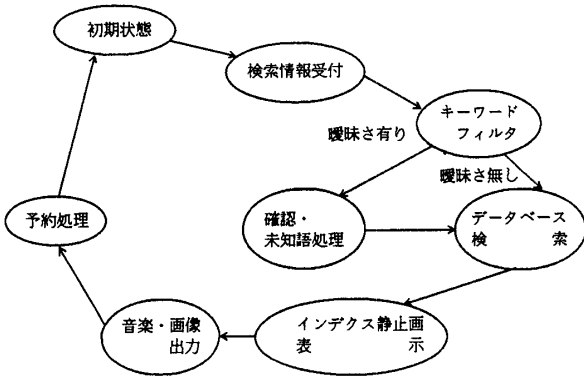 初期状態
検索情報受付
キーワード
フィルタ
曖昧さ有り
曖昧さ無し
予約処理
確認・
未知語処理
データベース
検 索
音楽・画像
出力
インデクス静止画
表 示